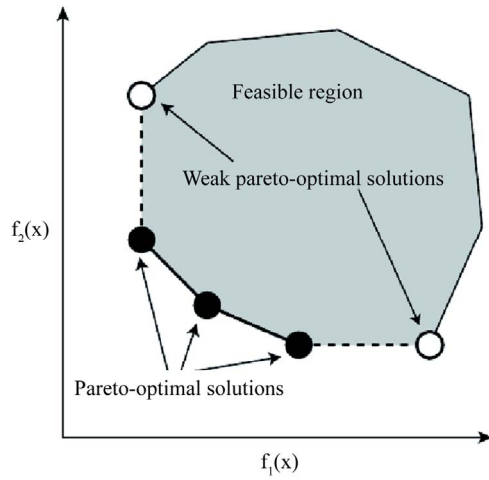 Feasible region
Weak pareto-optimal solutions
f₂(x)
Pareto-optimal solutions
f₁(x)